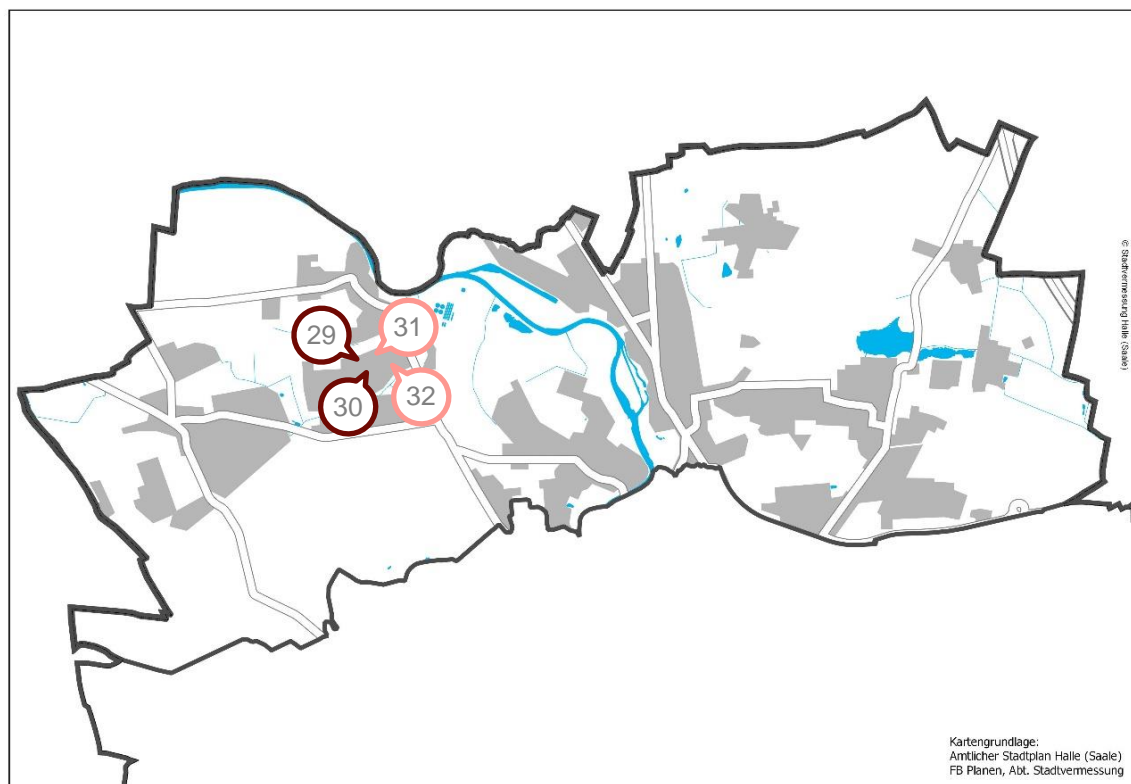 29
31
30
32
© Stadtvermessung Halle (Saale)
Kartengrundlage:
Amtlicher Stadtplan Halle (Saale)
FB Planen, Abt. Stadtvermessung